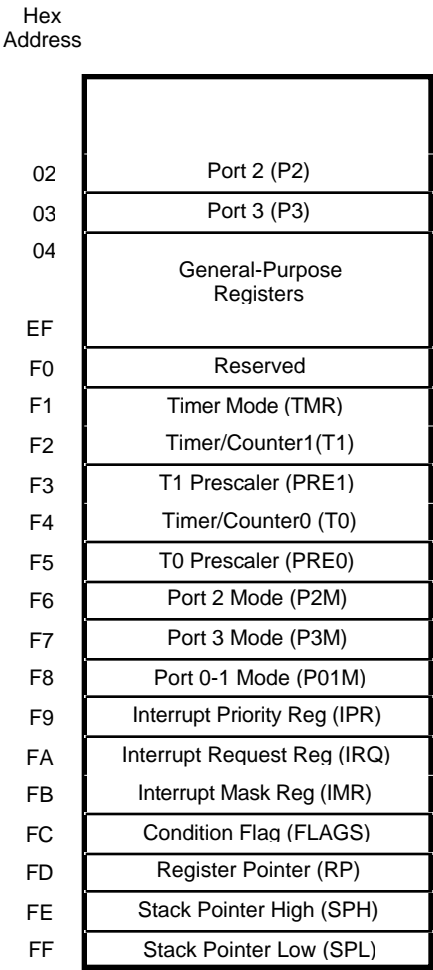 Hex
Address
02 Port 2 (P2)
03 Port 3 (P3)
04
General-Purpose
Registers
EF
F0 Reserved
F1 Timer Mode (TMR)
F2 Timer/Counter1(T1)
F3 T1 Prescaler (PRE1)
F4 Timer/Counter0 (T0)
F5 T0 Prescaler (PRE0)
F6 Port 2 Mode (P2M)
F7 Port 3 Mode (P3M)
F8 Port 0-1 Mode (P01M)
F9 Interrupt Priority Reg (IPR)
FA Interrupt Request Reg (IRQ)
FB Interrupt Mask Reg (IMR)
FC Condition Flag (FLAGS)
FD Register Pointer (RP)
FE Stack Pointer High (SPH)
FF Stack Pointer Low (SPL)